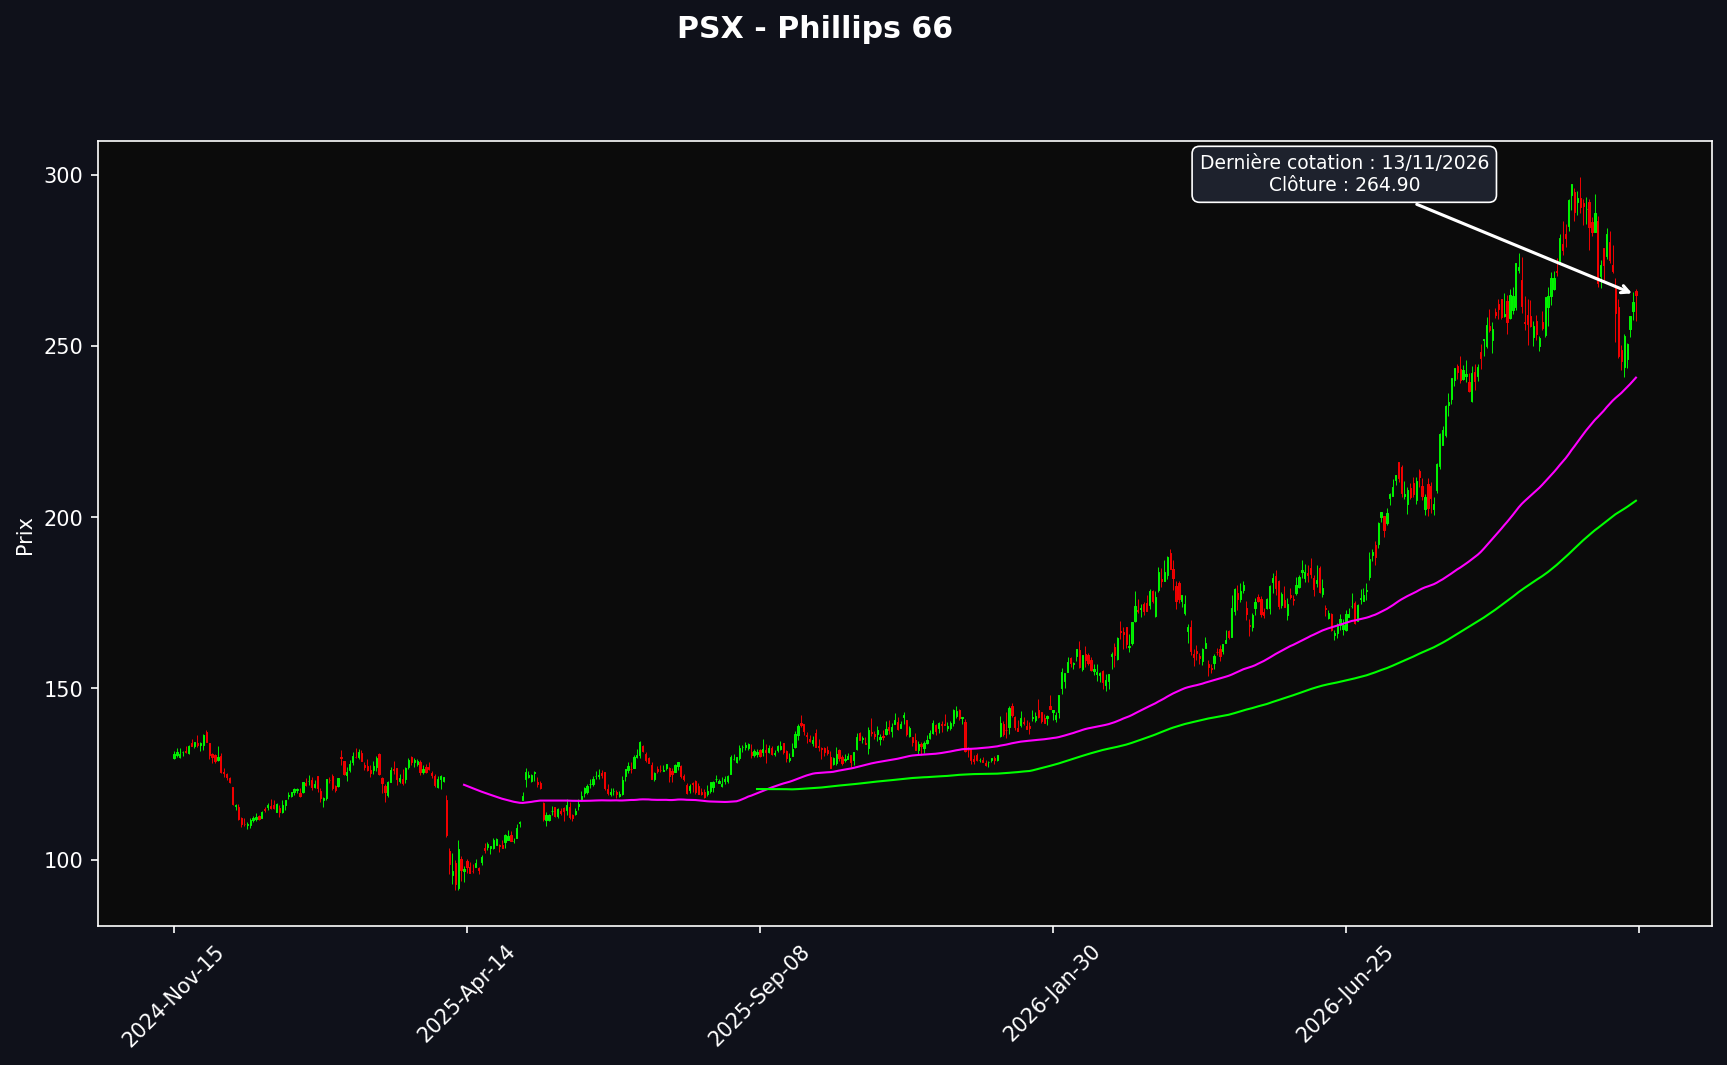 PSX - Phillips 66
Dernière cotation : 13/11/2026
Clôture : 264.90
Prix
300
250
200
150
100
2024-Nov-15
2025-Apr-14
2025-Sep-08
2026-Jan-30
2026-Jun-25